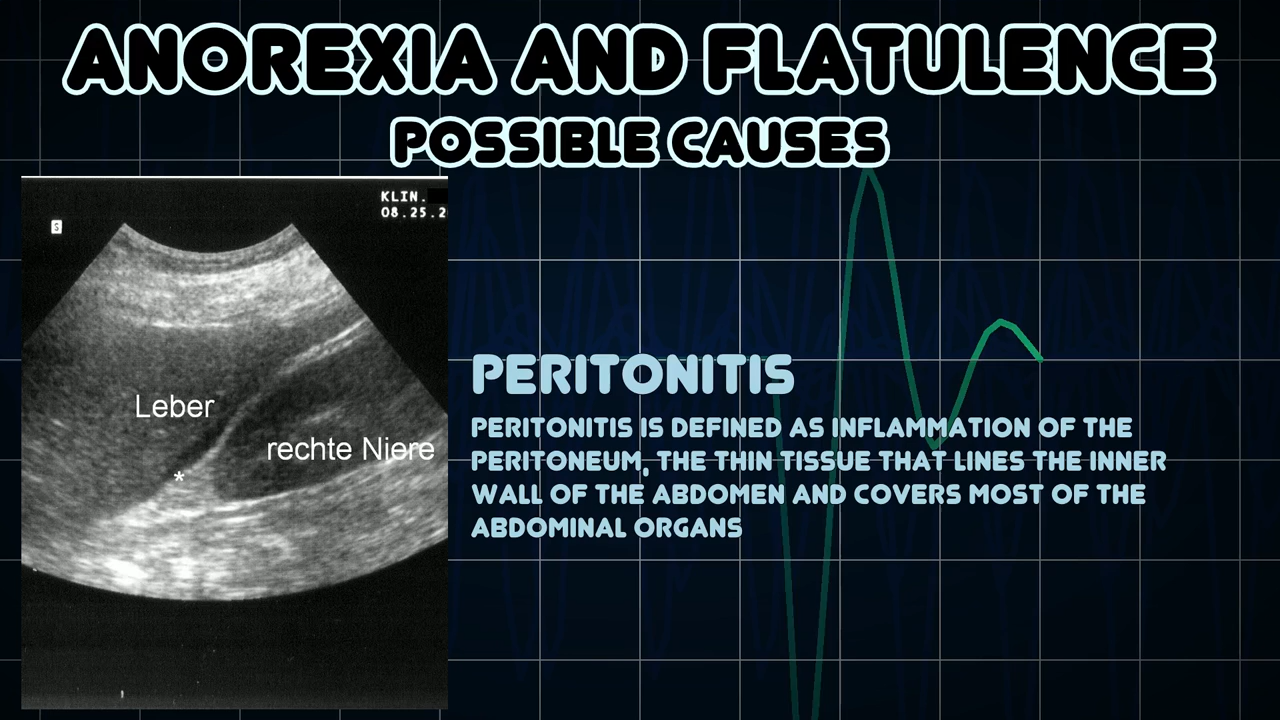 ANOREXIA AND FLATULENCE
POSSIBLE CAUSES
KLIN.
08.25.2
S
Leber
rechte Niere
*
PERITONITIS
PERITONITIS IS DEFINED AS INFLAMMATION OF THE
PERITONEUM, THE THIN TISSUE THAT LINES THE INNER
WALL OF THE ABDOMEN AND COVERS MOST OF THE
ABDOMINAL ORGANS